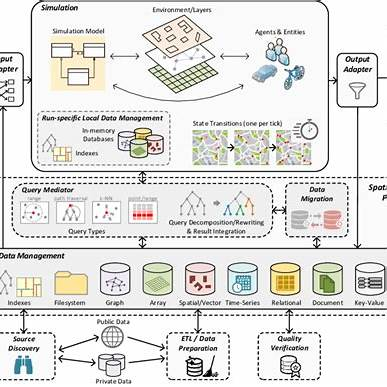 Simulation
Environment/Layers
Simulation Model
Agents & Entities
Output
Adapter
Run-specific Local Data Management
In-memory
Databases
Indexes
State Transitions (one per tick)
Query Mediator
range
path traversal
k-NN
point/range
Query Types
Query Decomposition/Rewriting
& Result Integration
Data
Migration
Data Management
Indexes
Filesystem
Graph
Array
Spatial/Vector
Time-Series
Relational
Document
Key-Value
Source
Discovery
Public Data
Private Data
ETL / Data
Preparation
Quality
Verification